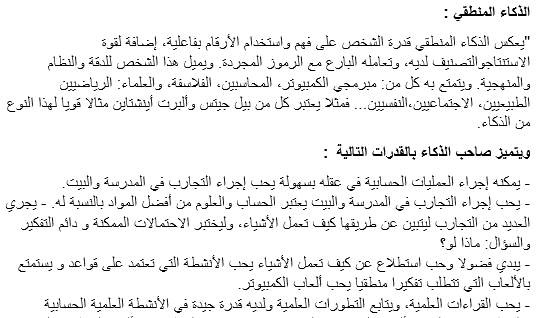 الذكاء المنطقي :
"يعكس الذكاء المنطقي قدرة الشخص على فهم واستخدام الأرقام بفاعلية، إضافة لقوة
الاستنتاجوالتصنيف لديه، وتعامله البارع مع الرموز المجردة. ويميل هذا الشخص للدقة والنظام
والمنهجية. ويتمتع به كل من: مبرمجي الكمبيوتر، المحاسبين، الفلاسفة، والعلماء: الرياضيين
الطبيعيين، الاجتماعيين،النفسيين... فمثلا يعتبر كل من بيل جيتس وألبرت أينشتاين مثالا قويا لهذا النوع
من الذكاء.
ويتميز صاحب الذكاء بالقدرات التالية :
- يمكنه إجراء العمليات الحسابية في عقله بسهولة يحب إجراء التجارب في المدرسة والبيت.
- يحب إجراء التجارب في المدرسة والبيت يعتبر الحساب والعلوم من أفضل المواد بالنسبة له. - يجري
العديد من التجارب ليتبين عن طريقها كيف تعمل الأشياء، وليختبر الاحتمالات الممكنة و دائم التفكير
والسؤال: ماذا لو؟
- يبدي فضولا وحب استطلاع عن كيف تعمل الأشياء يحب الأنشطة التي تعتمد على قواعد و يستمتع
بالألعاب التي تتطلب تفكيرا منطقيا يحب ألعاب الكمبيوتر.
- يحب القراءات العلمية، ويتابع التطورات العلمية ولديه قدرة جيدة في الأنشطة العلمية الحسابية